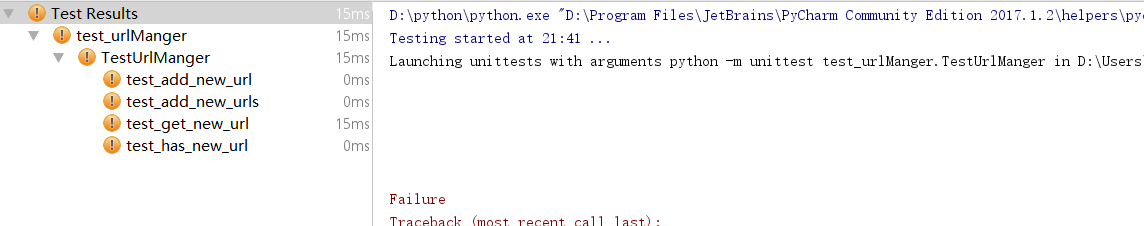 Test Results 15ms
test_urlManger 15ms
TestUrlManger 15ms
test_add_new_url 0ms
test_add_new_urls 0ms
test_get_new_url 15ms
test_has_new_url 0ms
D:\python\python.exe "D:\Program Files\JetBrains\PyCharm Community Edition 2017.1.2\helpers\pyc
Testing started at 21:41 ...
Launching unittests with arguments python -m unittest test_urlManger.TestUrlManger in D:\Users\
Failure
Traceback (most recent call last):